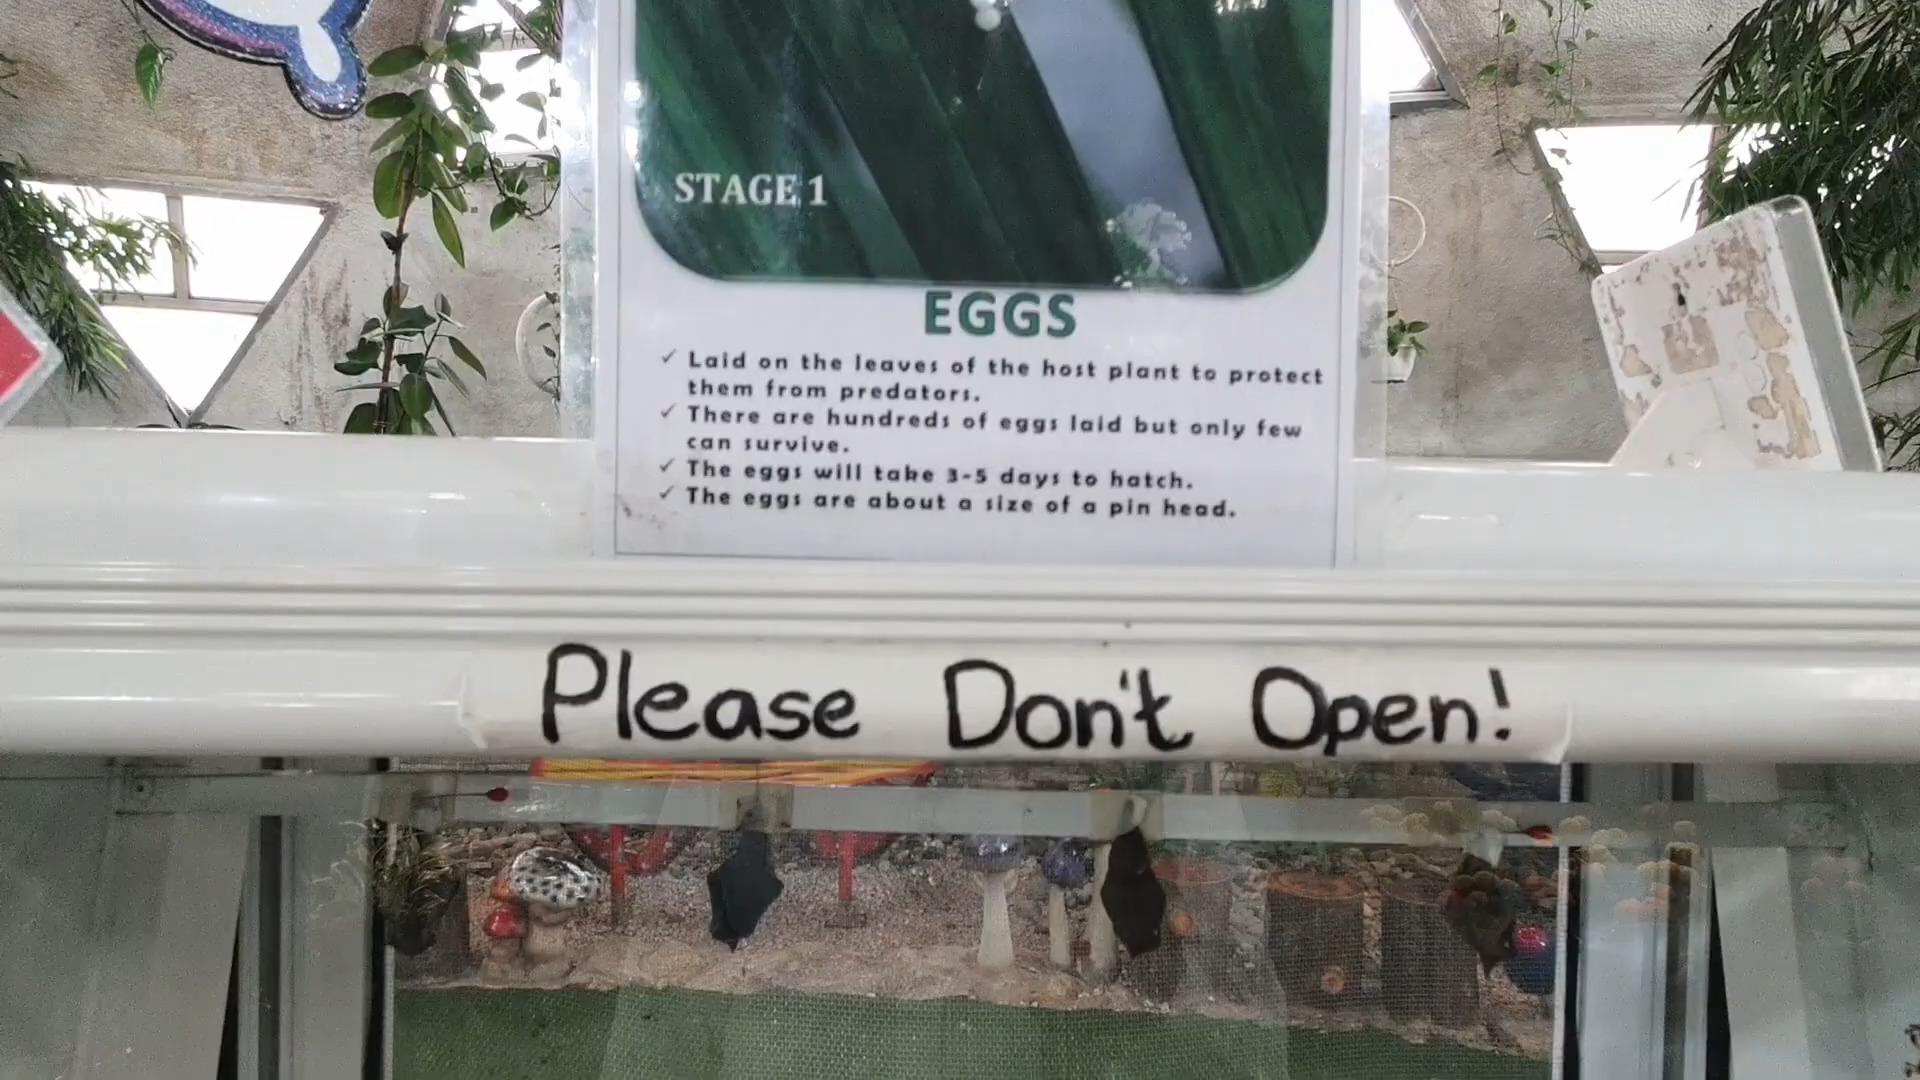 STAGE 1
EGGS
✓ Laid on the leaves of the host plant to protect
them from predators.
✓ There are hundreds of eggs laid but only few
can survive.
✓ The eggs will take 3-5 days to hatch.
✓ The eggs are about a size of a pin head.
Please Don't Open!